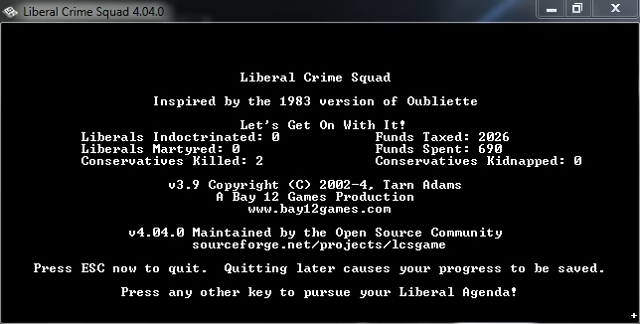 Liberal Crime Squad 4.04.0
Liberal Crime Squad
Inspired by the 1983 version of Oubliette
Let's Get On With It!
Liberals Indoctrinated: 0 Funds Taxed: 2026
Liberals Martyred: 0 Funds Spent: 690
Conservatives Killed: 2 Conservatives Kidnapped: 0
v3.9 Copyright (C) 2002-4, Tarn Adams
A Bay 12 Games Production
www.bay12games.com
v4.04.0 Maintained by the Open Source Community
sourceforge.net/projects/lcsgame
Press ESC now to quit. Quitting later causes your progress to be saved.
Press any other key to pursue your Liberal Agenda!
+